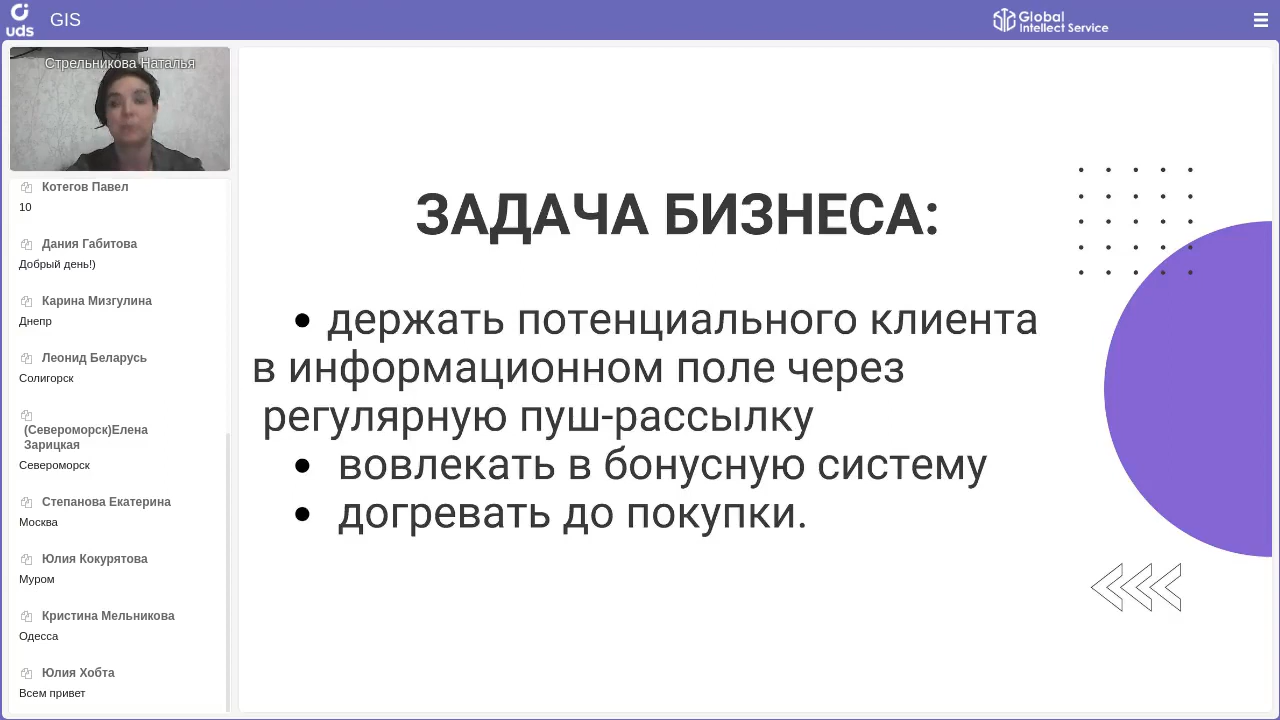 uds
GIS
Global
Intellect Service
Стрельникова Наталья
Котегов Павел
10
Дания Габитова
Добрый день!)
Карина Мизгулина
Днепр
Леонид Беларусь
Солигорск
(Североморск)Елена
Зарицкая
Североморск
Степанова Екатерина
Москва
Юлия Кокурятова
Муром
Кристина Мельникова
Одесса
Юлия Хобта
Всем привет
ЗАДАЧА БИЗНЕСА:
• держать потенциального клиента
в информационном поле через
регулярную пуш-рассылку
• вовлекать в бонусную систему
• догревать до покупки.